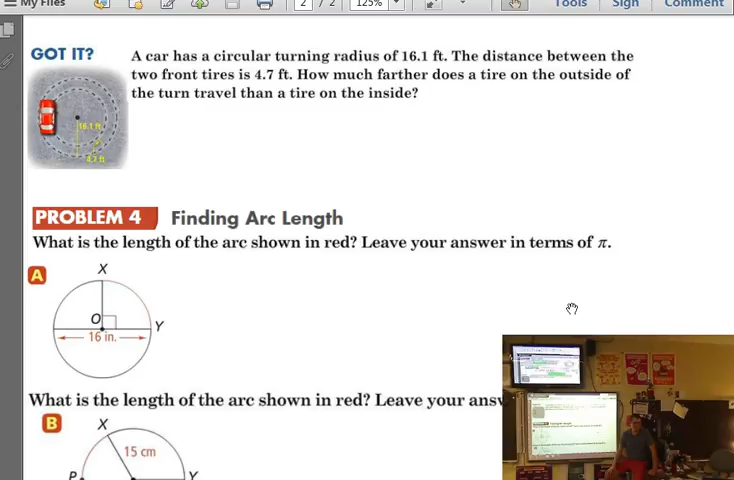 My Files
2 / 2
125%
Tools
Sign
Comment
GOT IT?
A car has a circular turning radius of 16.1 ft. The distance between the
two front tires is 4.7 ft. How much farther does a tire on the outside of
the turn travel than a tire on the inside?
16.1 ft
4.7 ft
PROBLEM 4 Finding Arc Length
What is the length of the arc shown in red? Leave your answer in terms of π.
A
X
O
Y
16 in.
What is the length of the arc shown in red? Leave your answ
B
X
15 cm
P
Y